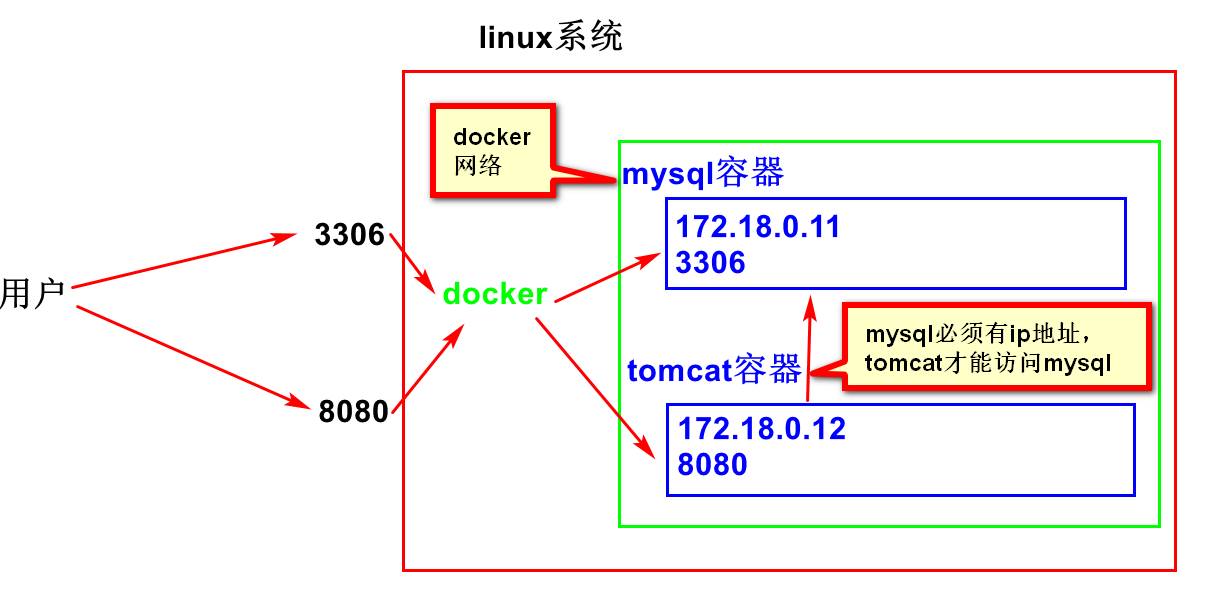 linux系统
docker
网络
mysql容器
172.18.0.11
3306
3306
用户
docker
mysql必须有ip地址，
tomcat才能访问mysql
tomcat容器
8080
172.18.0.12
8080